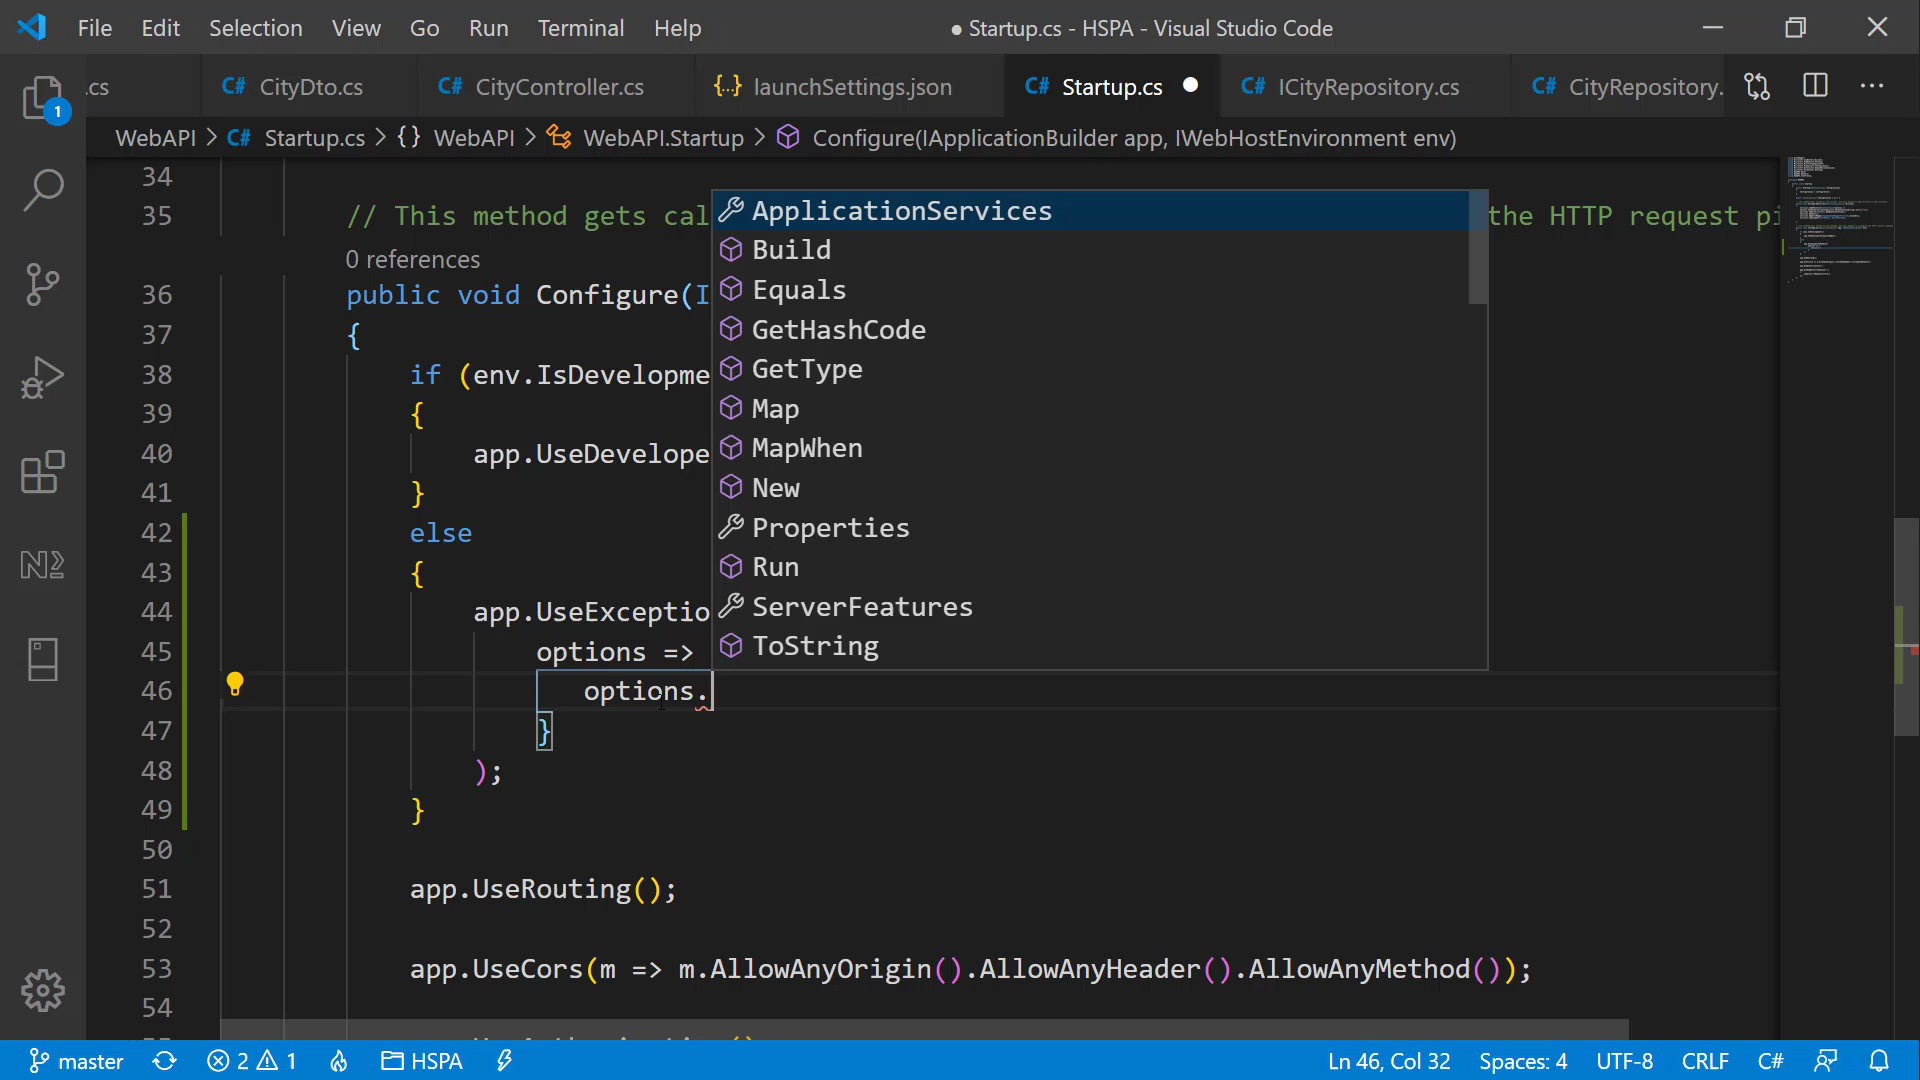 File Edit Selection View Go Run Terminal Help ● Startup.cs - HSPA - Visual Studio Code
.cs C# CityDto.cs C# CityController.cs {} launchSettings.json C# Startup.cs ● C# ICityRepository.cs C# CityRepository.
1
WebAPI > C# Startup.cs > {} WebAPI > WebAPI.Startup > Configure(IApplicationBuilder app, IWebHostEnvironment env)
34
ApplicationServices
35 // This method gets cal the HTTP request pi
Build
0 references
Equals
36 public void Configure(I
GetHashCode
37 {
GetType
38 if (env.IsDevelopme
Map
39 {
MapWhen
40 app.UseDevelope
New
41 }
Properties
42 else
Run
43 {
ServerFeatures
44 app.UseExceptio
ToString
45 options =>
46 options.
47 }
48 );
49 }
50
51 app.UseRouting();
52
53 app.UseCors(m => m.AllowAnyOrigin().AllowAnyHeader().AllowAnyMethod());
54
master 2 1 HSPA Ln 46, Col 32 Spaces: 4 UTF-8 CRLF C#